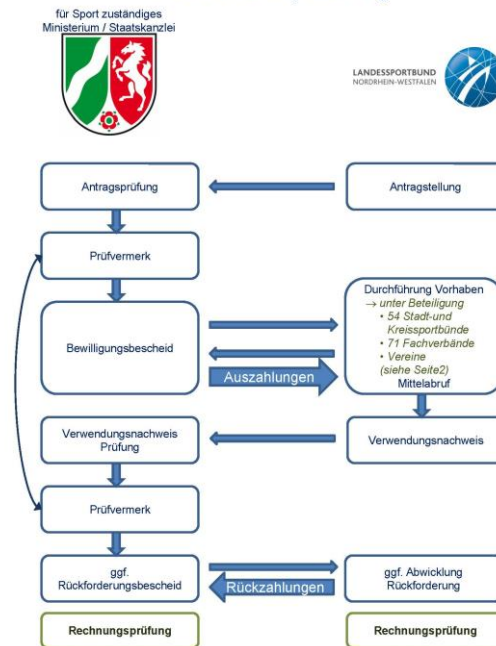 für Sport zuständiges
Ministerium / Staatskanzlei
LANDESSPORTBUND
NORDRHEIN-WESTFALEN
Antragsprüfung
Antragstellung
Prüfvermerk
Bewilligungsbescheid
Auszahlungen
Durchführung Vorhaben
→ unter Beteiligung
• 54 Stadt-und
Kreissportbünde
• 71 Fachverbände
• Vereine
(siehe Seite2)
Mittelabruf
Verwendungsnachweis
Prüfung
Verwendungsnachweis
Prüfvermerk
ggf.
Rückforderungsbescheid
Rückzahlungen
ggf. Abwicklung
Rückforderung
Rechnungsprüfung
Rechnungsprüfung